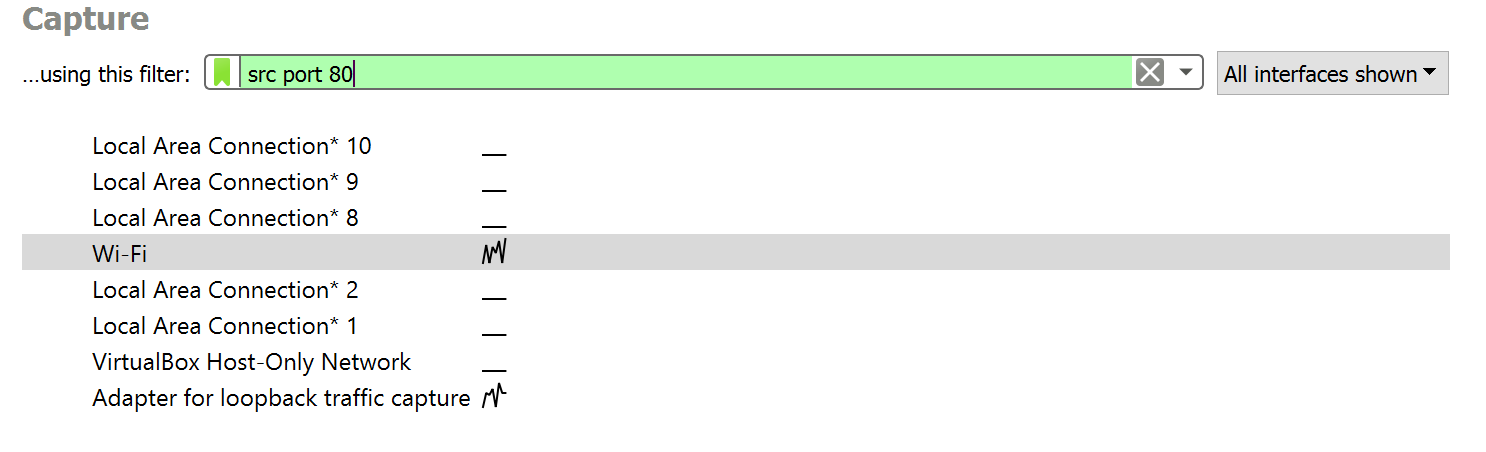 Capture
...using this filter: src port 80 All interfaces shown
Local Area Connection* 10
Local Area Connection* 9
Local Area Connection* 8
Wi-Fi
Local Area Connection* 2
Local Area Connection* 1
VirtualBox Host-Only Network
Adapter for loopback traffic capture